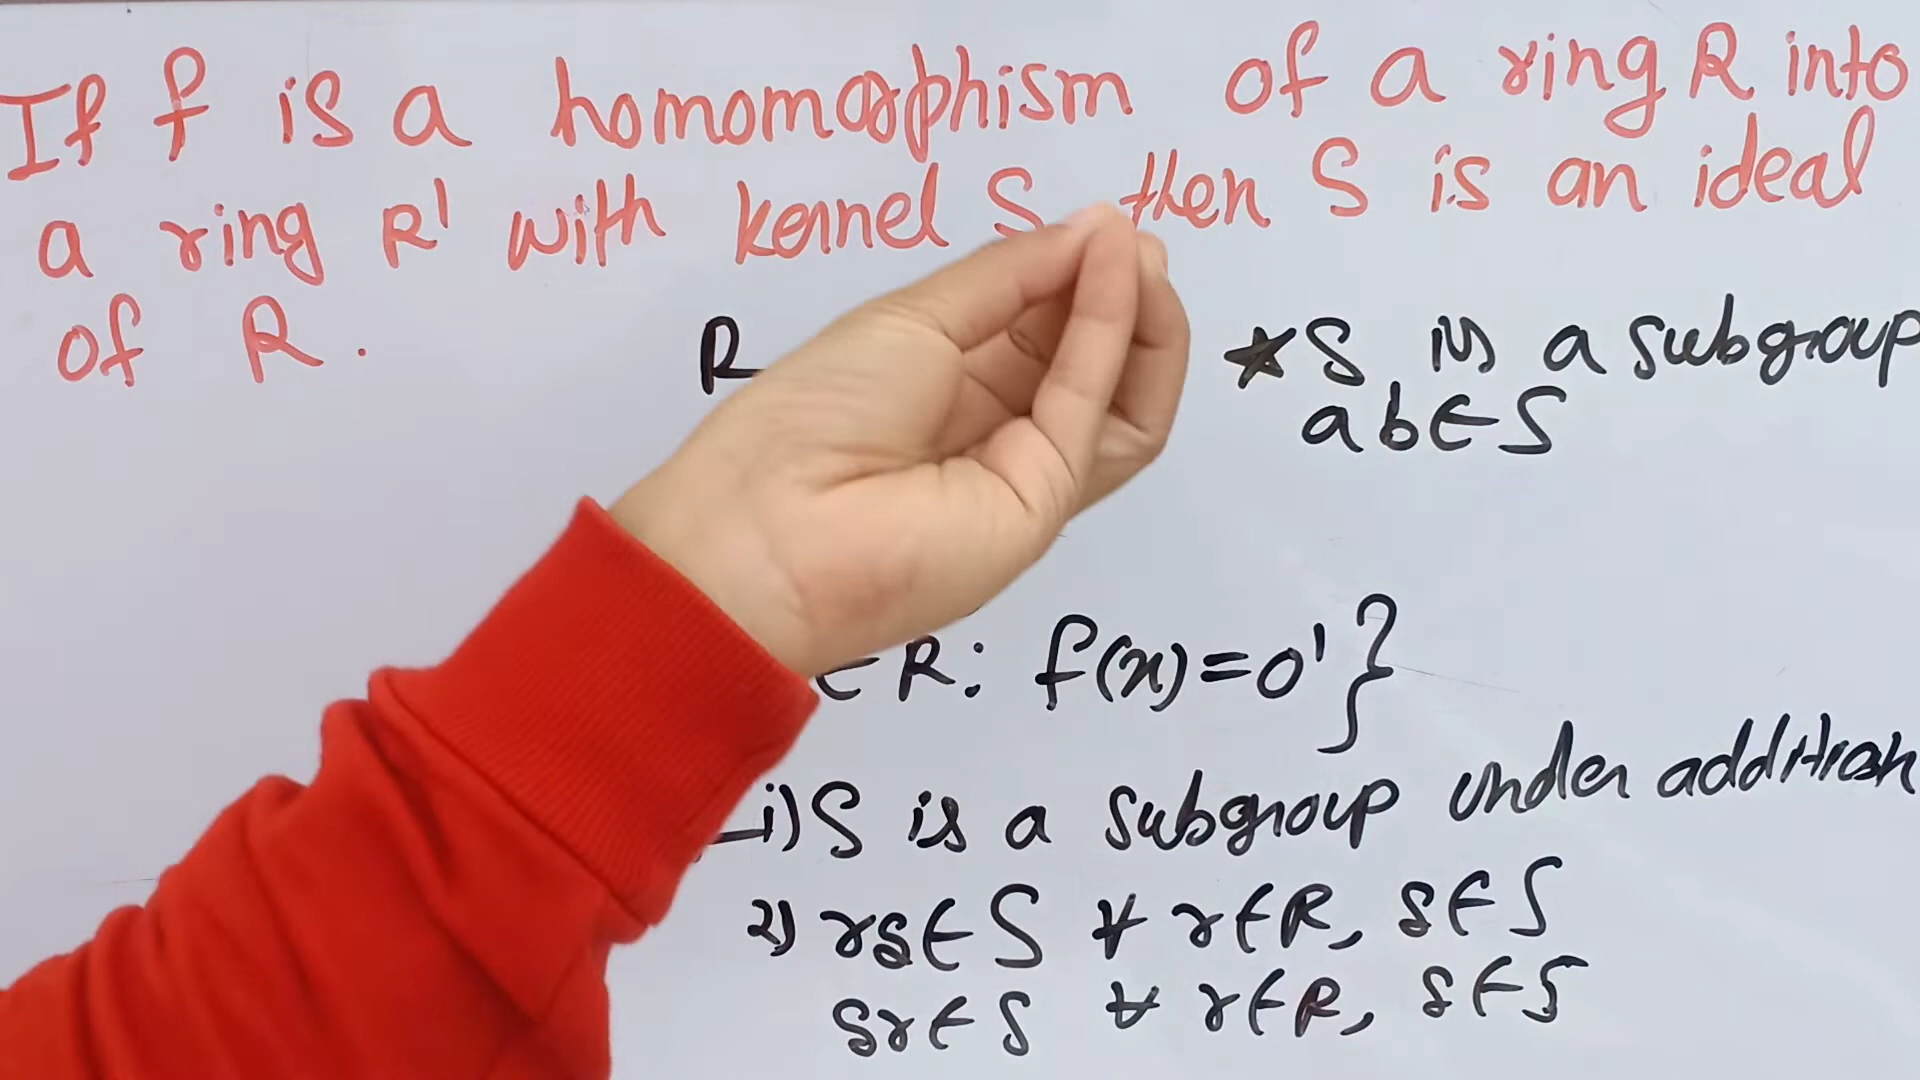 If f is a homomorphism of a ring R into
a ring R' with kernel S then S is an ideal
of R.
R
★ S is a subgroup
ab∈S
∈R: f(x)=0'}
i) S is a subgroup under addition
2) rs∈S ∀ r∈R, s∈S
sr∈S ∀ r∈R, s∈S